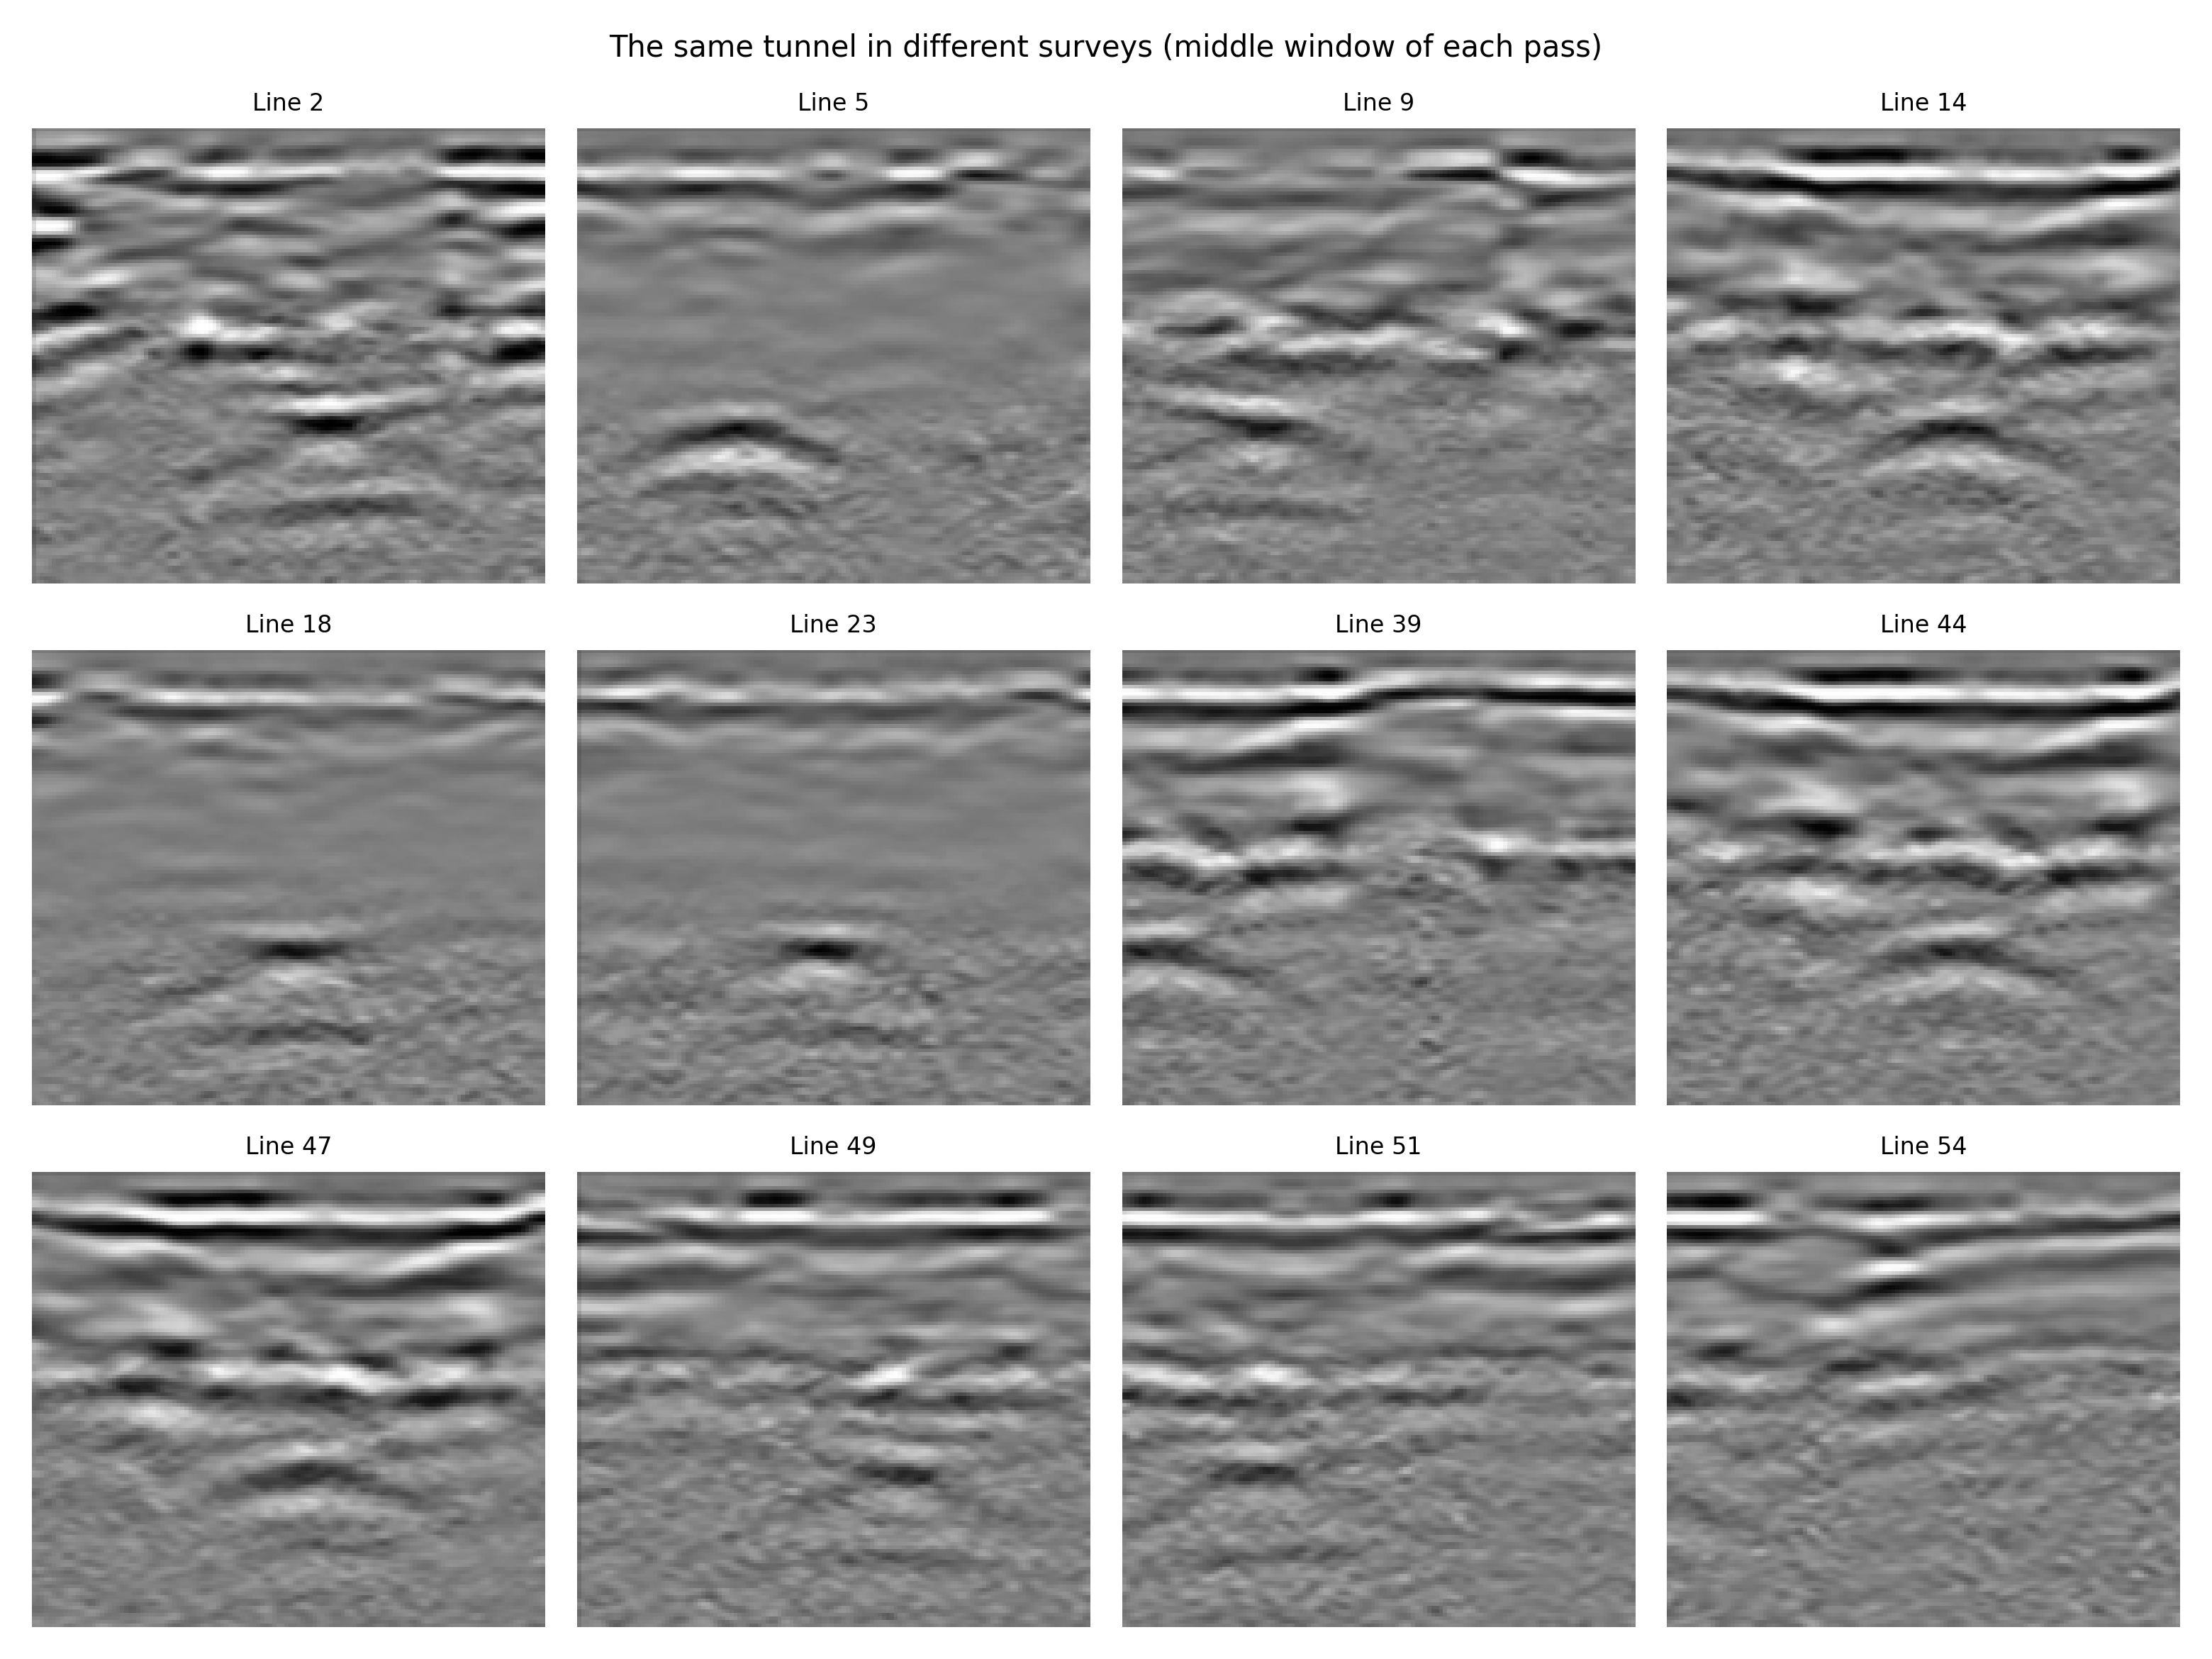 The same tunnel in different surveys (middle window of each pass)
Line 2
Line 5
Line 9
Line 14
Line 18
Line 23
Line 39
Line 44
Line 47
Line 49
Line 51
Line 54